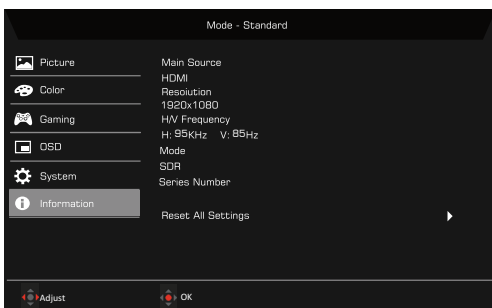 Mode - Standard
Picture
Color
Gaming
OSD
System
Information
Main Source
HDMI
Resoiution
1920x1080
H/V Frequency
H: 95KHz V: 85Hz
Mode
SDR
Series Number
Reset All Settings
Adjust
OK